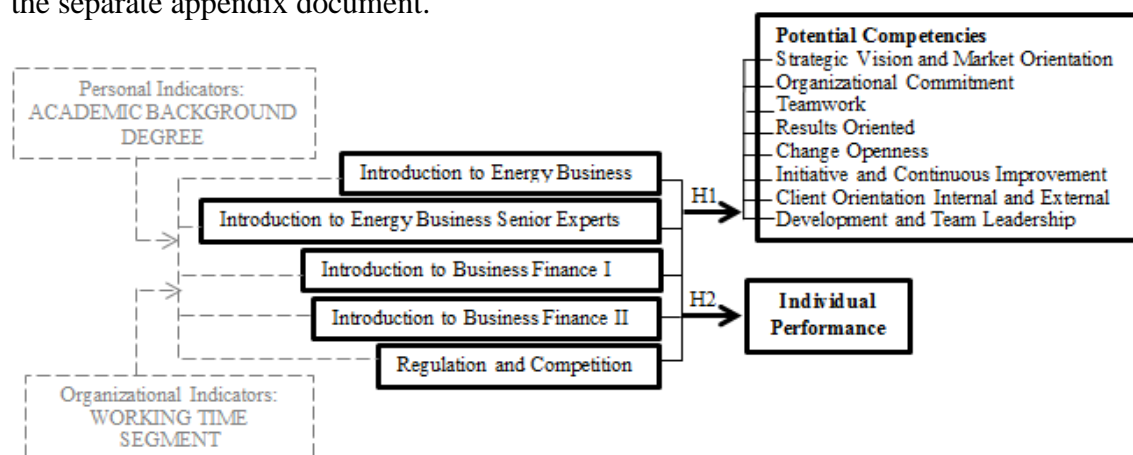 the separate appendix document.
Personal Indicators:
ACADEMIC BACKGROUND
DEGREE
Introduction to Energy Business
Introduction to Energy Business Senior Experts
Introduction to Business Finance I
Introduction to Business Finance II
Regulation and Competition
Organizational Indicators:
WORKING TIME
SEGMENT
H1
H2
Potential Competencies
Strategic Vision and Market Orientation
Organizational Commitment
Teamwork
Results Oriented
Change Openness
Initiative and Continuous Improvement
Client Orientation Internal and External
Development and Team Leadership
Individual
Performance